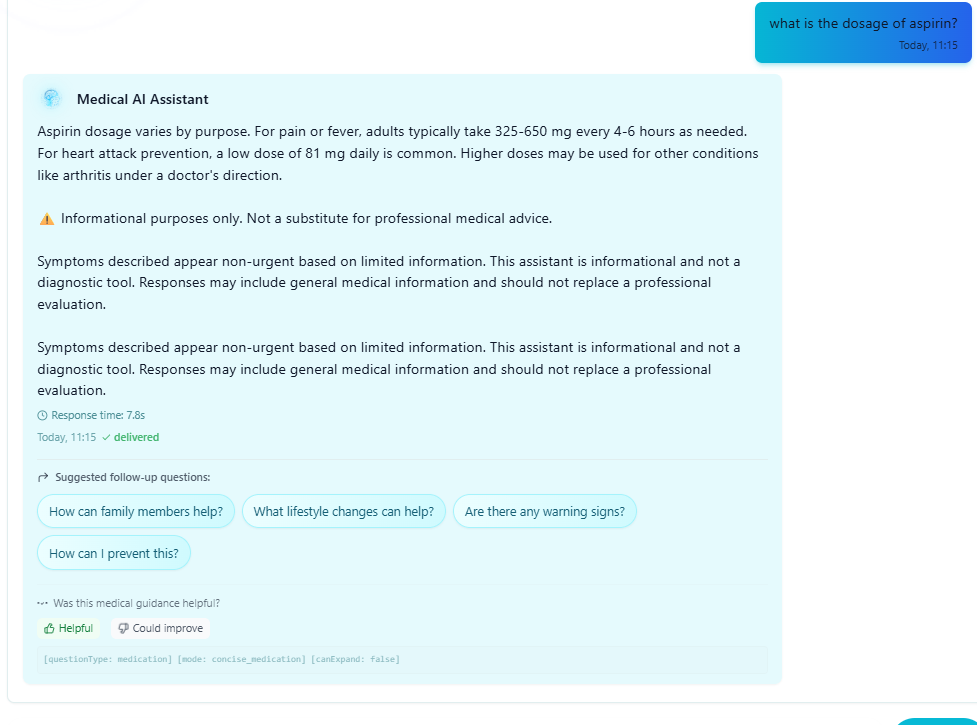 what is the dosage of aspirin?
Today, 11:15
Medical AI Assistant
Aspirin dosage varies by purpose. For pain or fever, adults typically take 325-650 mg every 4-6 hours as needed.
For heart attack prevention, a low dose of 81 mg daily is common. Higher doses may be used for other conditions
like arthritis under a doctor's direction.
⚠️ Informational purposes only. Not a substitute for professional medical advice.
Symptoms described appear non-urgent based on limited information. This assistant is informational and not a
diagnostic tool. Responses may include general medical information and should not replace a professional
evaluation.
Symptoms described appear non-urgent based on limited information. This assistant is informational and not a
diagnostic tool. Responses may include general medical information and should not replace a professional
evaluation.
Response time: 7.8s
Today, 11:15 ✓ delivered
Suggested follow-up questions:
How can family members help? What lifestyle changes can help? Are there any warning signs?
How can I prevent this?
Was this medical guidance helpful?
Helpful Could improve
[questionType: medication] [mode: concise_medication] [canExpand: false]